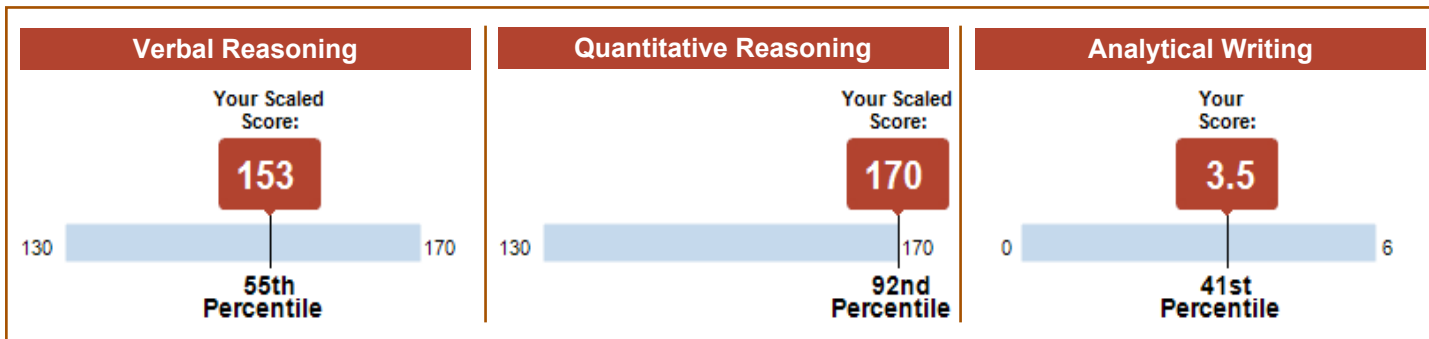 Verbal Reasoning
Your Scaled
Score:
153
130
170
55th
Percentile
Quantitative Reasoning
Your Scaled
Score:
170
130
170
92nd
Percentile
Analytical Writing
Your
Score:
3.5
0
6
41st
Percentile